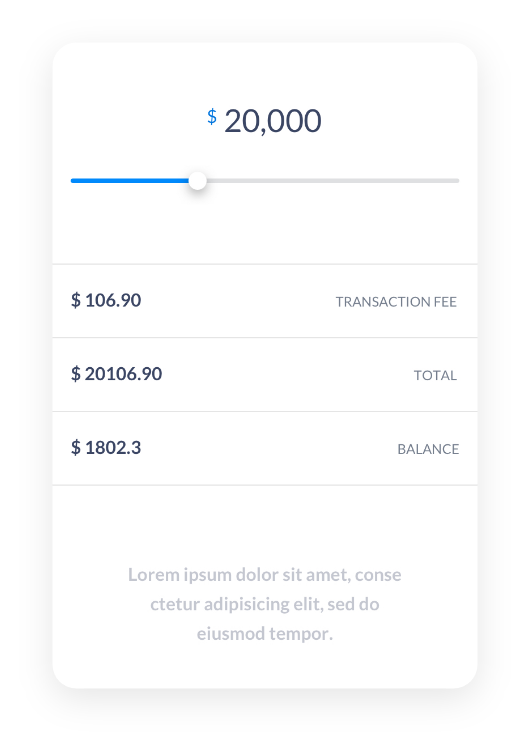 $ 20,000
$ 106.90 TRANSACTION FEE
$ 20106.90 TOTAL
$ 1802.3 BALANCE
Lorem ipsum dolor sit amet, conse
ctetur adipisicing elit, sed do
eiusmod tempor.